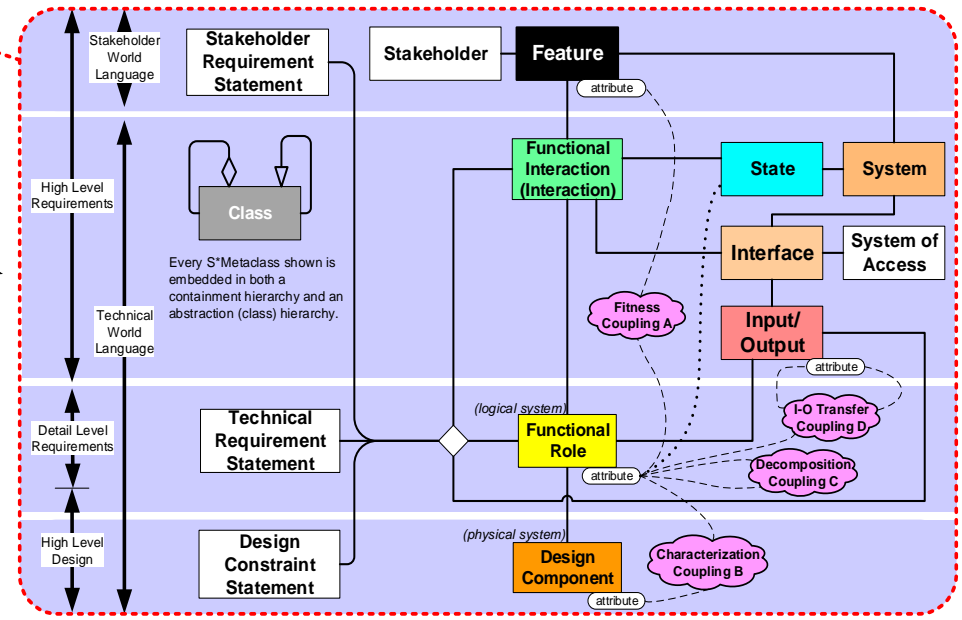 Stakeholder
World
Language
Stakeholder
Requirement
Statement
Stakeholder
Feature
attribute
High Level
Requirements
Technical
World
Language
Class
Every S*Metaclass shown is
embedded in both a
containment hierarchy and an
abstraction (class) hierarchy.
Functional
Interaction
(Interaction)
State
System
Interface
System of
Access
Fitness
Coupling A
Input/
Output
attribute
Detail Level
Requirements
Technical
Requirement
Statement
(logical system)
Functional
Role
attribute
I-O Transfer
Coupling D
Decomposition
Coupling C
High Level
Design
Design
Constraint
Statement
(physical system)
Design
Component
attribute
Characterization
Coupling B